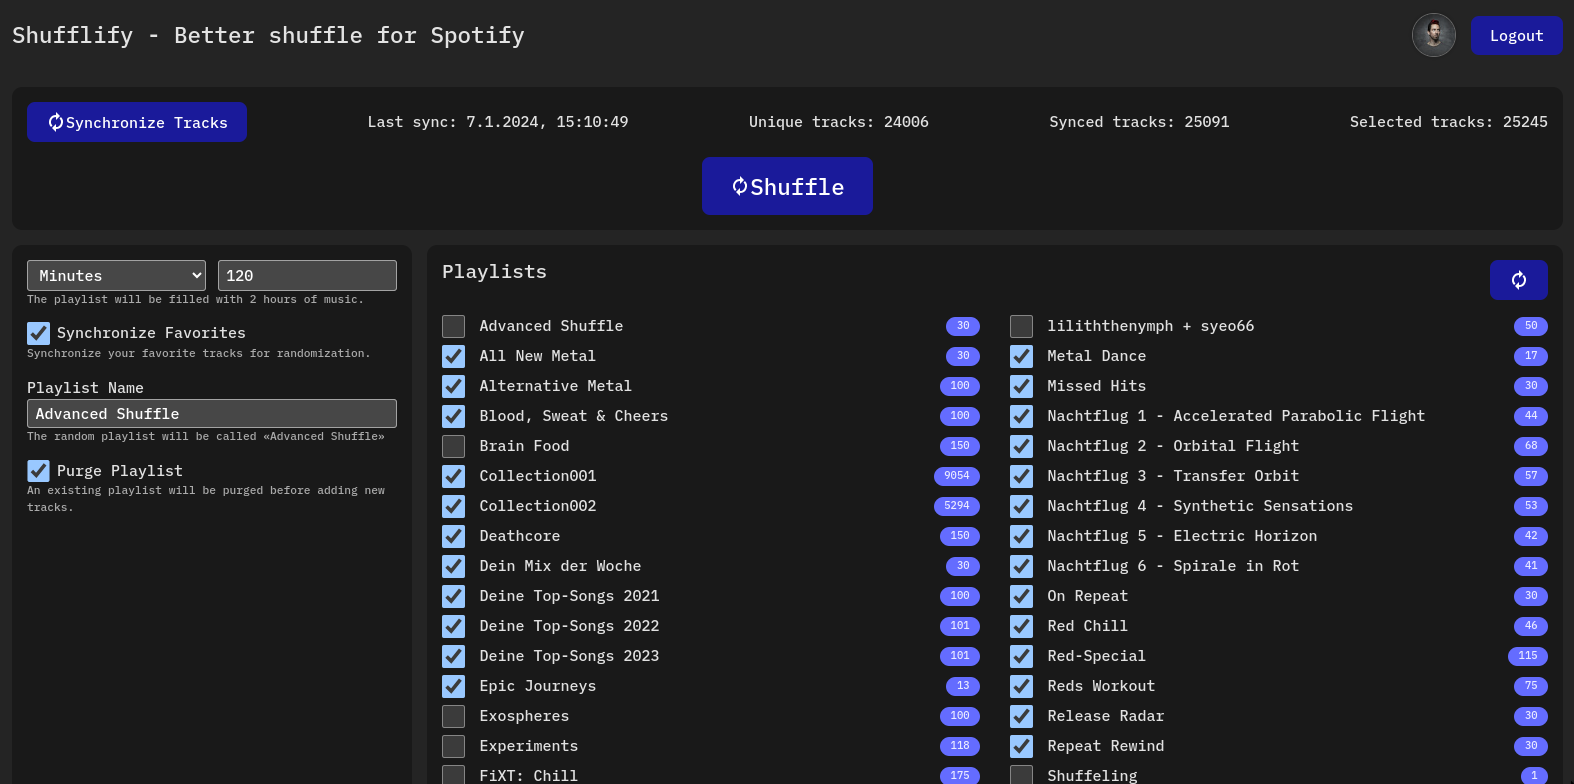 Shufflify - Better shuffle for Spotify
Logout
Synchronize Tracks
Last sync: 7.1.2024, 15:10:49
Unique tracks: 24006
Synced tracks: 25091
Selected tracks: 25245
Shuffle
Minutes
120
The playlist will be filled with 2 hours of music.
Synchronize Favorites
Synchronize your favorite tracks for randomization.
Playlist Name
Advanced Shuffle
The random playlist will be called «Advanced Shuffle»
Purge Playlist
An existing playlist will be purged before adding new
tracks.
Playlists
Advanced Shuffle 30
All New Metal 30
Alternative Metal 100
Blood, Sweat & Cheers 100
Brain Food 150
Collection001 9054
Collection002 5294
Deathcore 150
Dein Mix der Woche 30
Deine Top-Songs 2021 100
Deine Top-Songs 2022 101
Deine Top-Songs 2023 101
Epic Journeys 13
Exospheres 100
Experiments 118
FiXT: Chill 175
liliththenymph + syeo66 50
Metal Dance 17
Missed Hits 30
Nachtflug 1 - Accelerated Parabolic Flight 44
Nachtflug 2 - Orbital Flight 68
Nachtflug 3 - Transfer Orbit 57
Nachtflug 4 - Synthetic Sensations 53
Nachtflug 5 - Electric Horizon 42
Nachtflug 6 - Spirale in Rot 41
On Repeat 30
Red Chill 46
Red-Special 115
Reds Workout 75
Release Radar 30
Repeat Rewind 30
Shuffeling 1